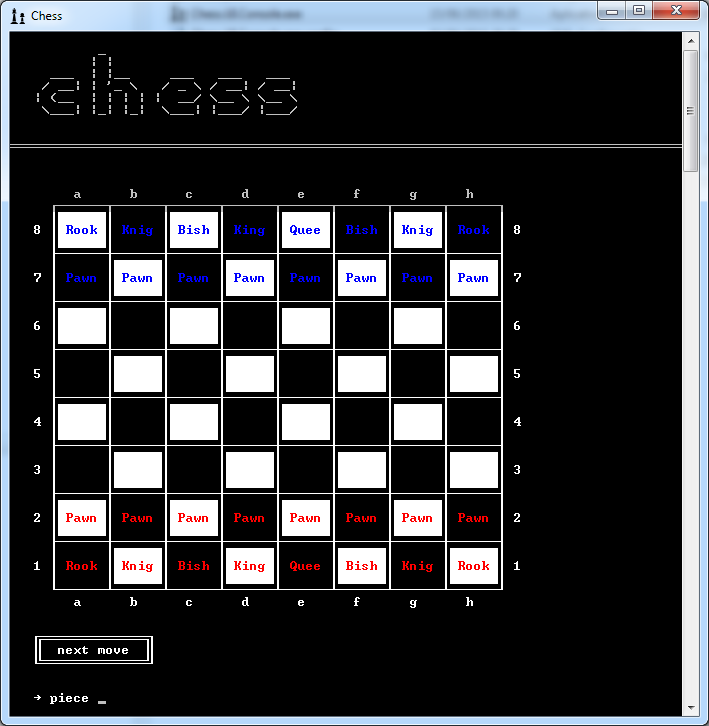 Chess
chess
a b c d e f g h
8 Rook Knig Bish King Quee Bish Knig Rook 8
7 Pawn Pawn Pawn Pawn Pawn Pawn Pawn Pawn 7
6 6
5 5
4 4
3 3
2 Pawn Pawn Pawn Pawn Pawn Pawn Pawn Pawn 2
1 Rook Knig Bish King Quee Bish Knig Rook 1
a b c d e f g h
next move
→ piece _